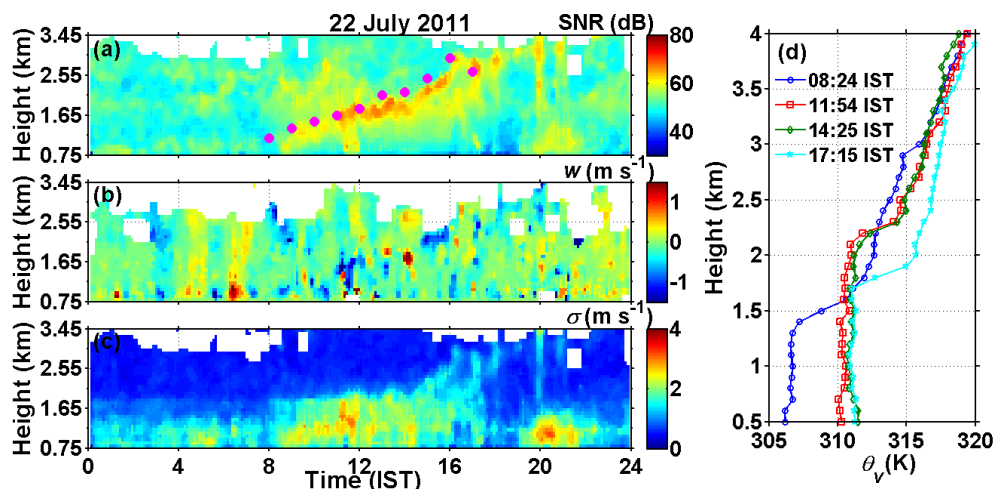 22 July 2011
SNR (dB)
(a)
Height (km)
3.45
2.55
1.65
0.75
80
60
40
w (m s⁻¹)
(b)
Height (km)
3.45
2.55
1.65
0.75
1
0
-1
σ (m s⁻¹)
(c)
Height (km)
3.45
2.55
1.65
0.75
4
2
0
0 4 8 12 16 20 24
Time (IST)
(d)
08:24 IST
11:54 IST
14:25 IST
17:15 IST
Height (km)
4
3.5
3
2.5
2
1.5
1
0.5
305 310 315 320
θv(K)